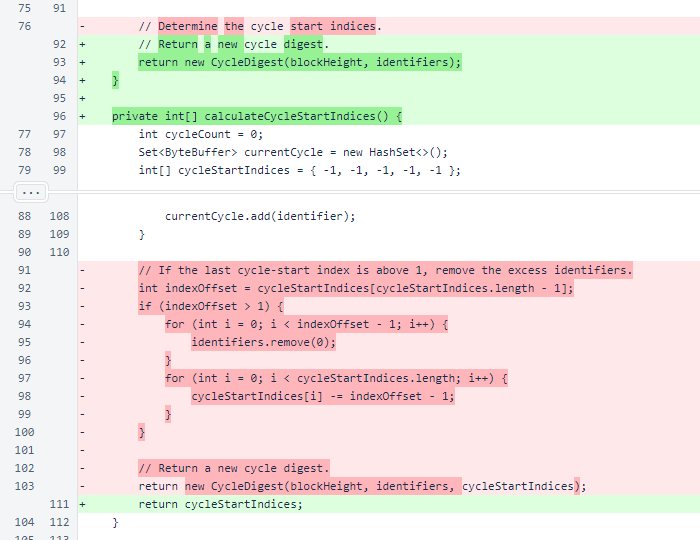 75 91
76 - // Determine the cycle start indices.
92 + // Return a new cycle digest.
93 + return new CycleDigest(blockHeight, identifiers);
94 + }
95 +
96 + private int[] calculateCycleStartIndices() {
77 97 int cycleCount = 0;
78 98 Set<ByteBuffer> currentCycle = new HashSet<>();
79 99 int[] cycleStartIndices = { -1, -1, -1, -1, -1 };
...
88 108 currentCycle.add(identifier);
89 109 }
90 110
91 - // If the last cycle-start index is above 1, remove the excess identifiers.
92 - int indexOffset = cycleStartIndices[cycleStartIndices.length - 1];
93 - if (indexOffset > 1) {
94 - for (int i = 0; i < indexOffset - 1; i++) {
95 - identifiers.remove(0);
96 - }
97 - for (int i = 0; i < cycleStartIndices.length; i++) {
98 - cycleStartIndices[i] -= indexOffset - 1;
99 - }
100 - }
101 -
102 - // Return a new cycle digest.
103 - return new CycleDigest(blockHeight, identifiers, cycleStartIndices);
111 + return cycleStartIndices;
104 112 }
105 113